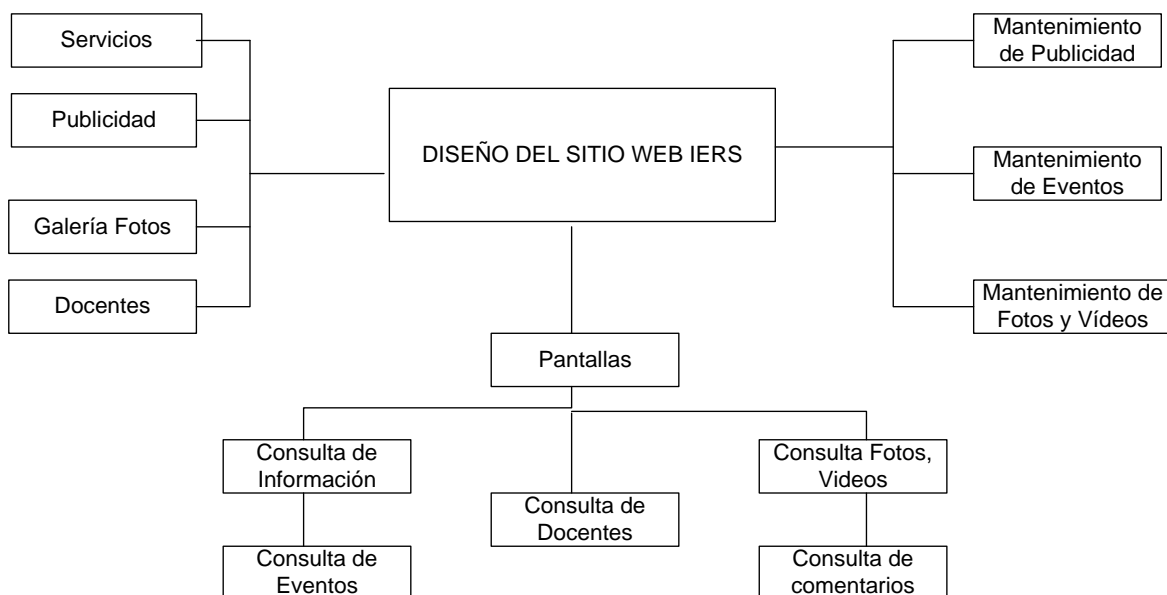 Servicios
Publicidad
Galería Fotos
Docentes
DISEÑO DEL SITIO WEB IERS
Mantenimiento
de Publicidad
Mantenimiento
de Eventos
Mantenimiento de
Fotos y Vídeos
Pantallas
Consulta de
Información
Consulta de
Eventos
Consulta de
Docentes
Consulta Fotos,
Videos
Consulta de
comentarios